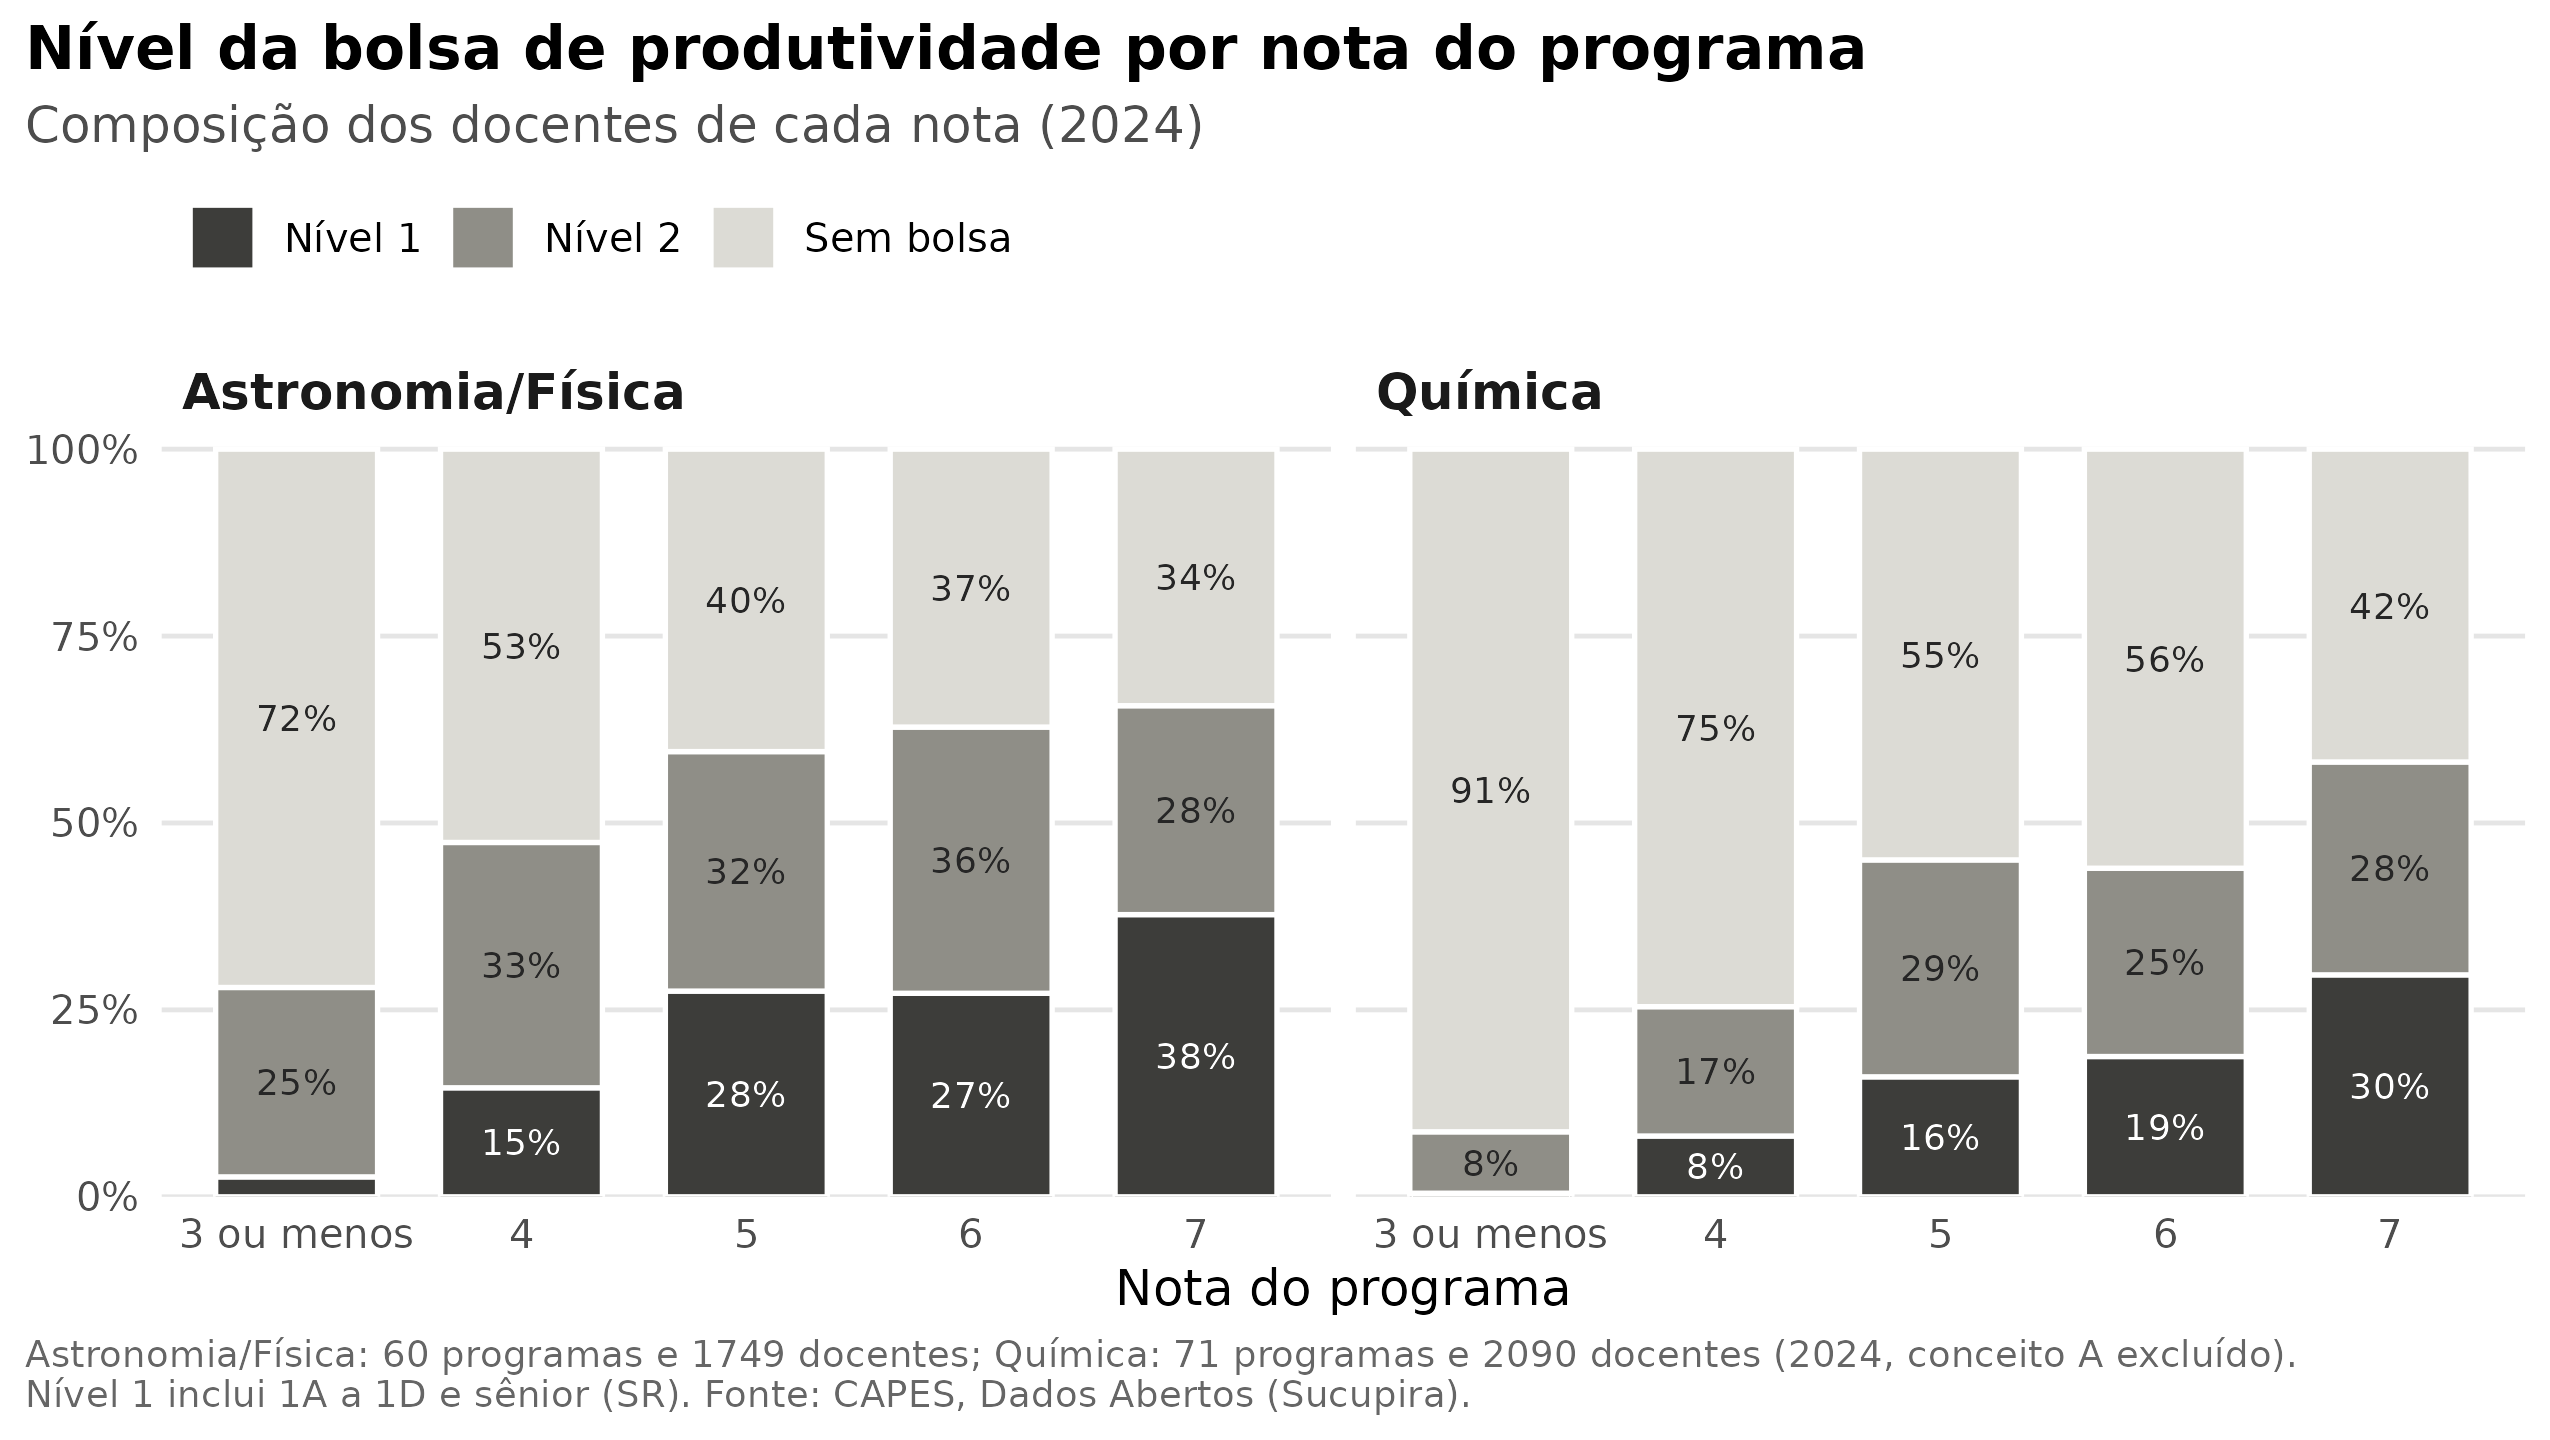 Nível da bolsa de produtividade por nota do programa
Composição dos docentes de cada nota (2024)
Nível 1 Nível 2 Sem bolsa
Astronomia/Física Química
100%
75%
50%
25%
0%
72% 53% 40% 37% 34%
25% 33% 32% 36% 28%
15% 28% 27% 38%
91% 75% 55% 56% 42%
8% 17% 29% 25% 28%
8% 16% 19% 30%
3 ou menos 4 5 6 7 3 ou menos 4 5 6 7
Nota do programa
Astronomia/Física: 60 programas e 1749 docentes; Química: 71 programas e 2090 docentes (2024, conceito A excluído).
Nível 1 inclui 1A a 1D e sênior (SR). Fonte: CAPES, Dados Abertos (Sucupira).